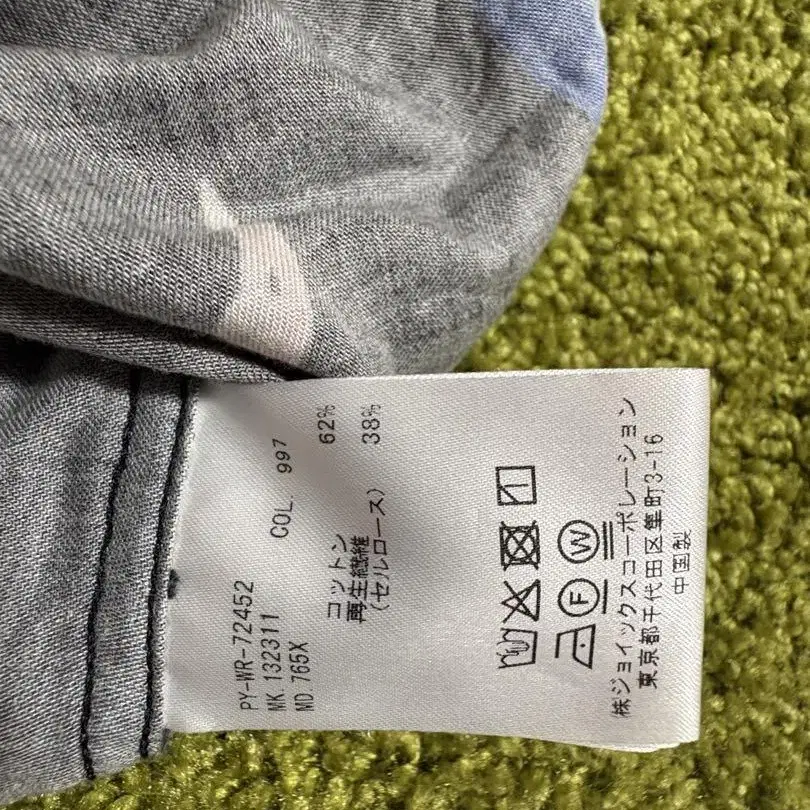 PY-WR-72452
MK.132311 COL. 997
MD.765X
コットン 62%
再生繊維 38%
(セルロース)
W
F
㈱ジョイックスコーポレーション
東京都千代田区隼町3-16
中国製